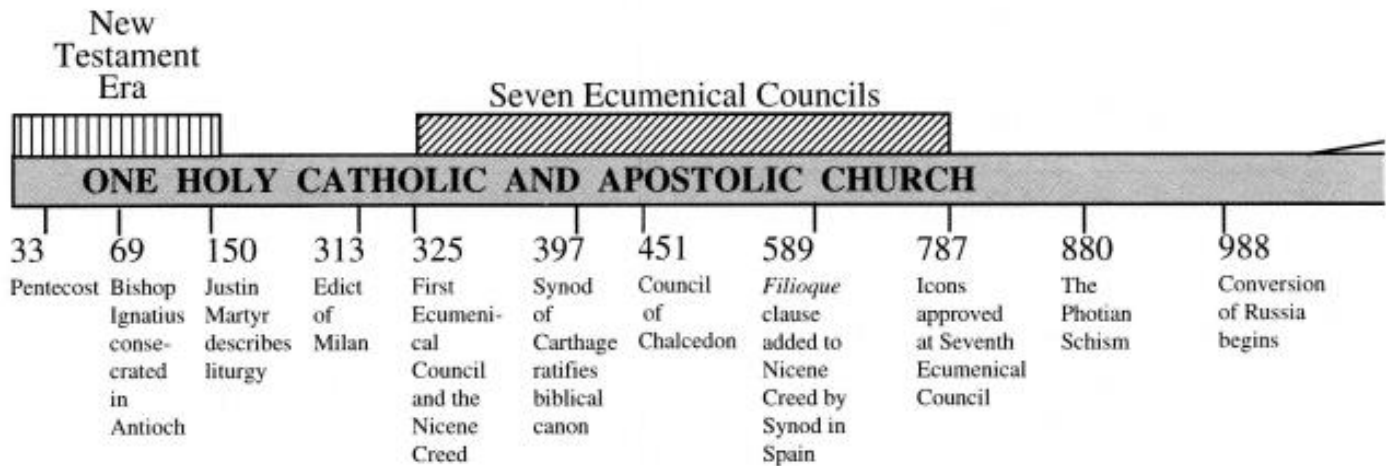 New
Testament
Era
Seven Ecumenical Councils
ONE HOLY CATHOLIC AND APOSTOLIC CHURCH
33
Pentecost
69
Bishop
Ignatius
conse-
crated
in
Antioch
150
Justin
Martyr
describes
liturgy
313
Edict
of
Milan
325
First
Ecumeni-
cal
Council
and the
Nicene
Creed
397
Synod
of
Carthage
ratifies
biblical
canon
451
Council
of
Chalcedon
589
Filioque
clause
added to
Nicene
Creed by
Synod in
Spain
787
Icons
approved
at Seventh
Ecumenical
Council
880
The
Photian
Schism
988
Conversion
of Russia
begins